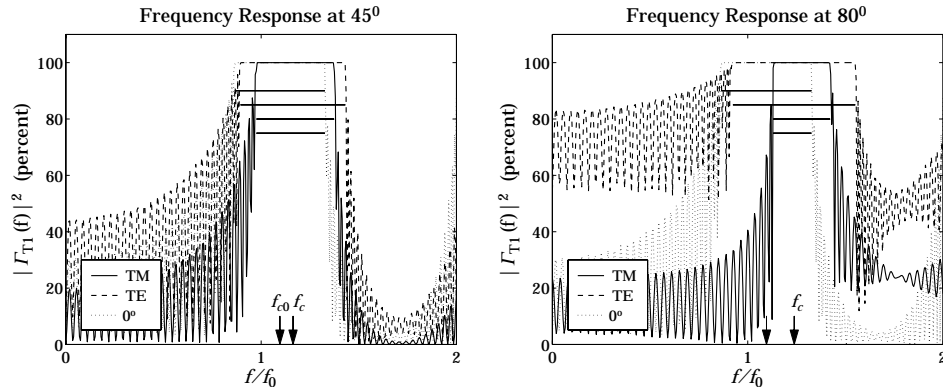 Frequency Response at 45⁰
| Γ_T1 (f) | ² (percent)
100
80
60
40
20
0
TM
TE
0º
f_c0 f_c
0
1
2
f/f_0
Frequency Response at 80⁰
| Γ_T1 (f) | ² (percent)
100
80
60
40
20
0
TM
TE
0º
f_c
0
1
2
f/f_0